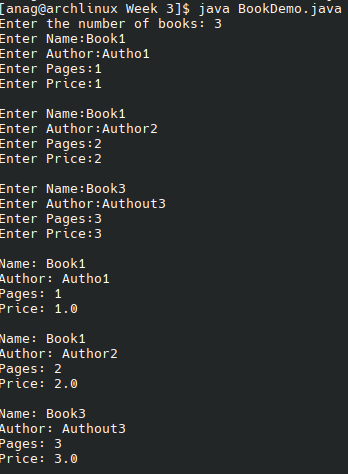 [anag@archlinux Week 3]$ java BookDemo.java
Enter the number of books: 3
Enter Name:Book1
Enter Author:Autho1
Enter Pages:1
Enter Price:1

Enter Name:Book1
Enter Author:Author2
Enter Pages:2
Enter Price:2

Enter Name:Book3
Enter Author:Authout3
Enter Pages:3
Enter Price:3

Name: Book1
Author: Autho1
Pages: 1
Price: 1.0

Name: Book1
Author: Author2
Pages: 2
Price: 2.0

Name: Book3
Author: Authout3
Pages: 3
Price: 3.0